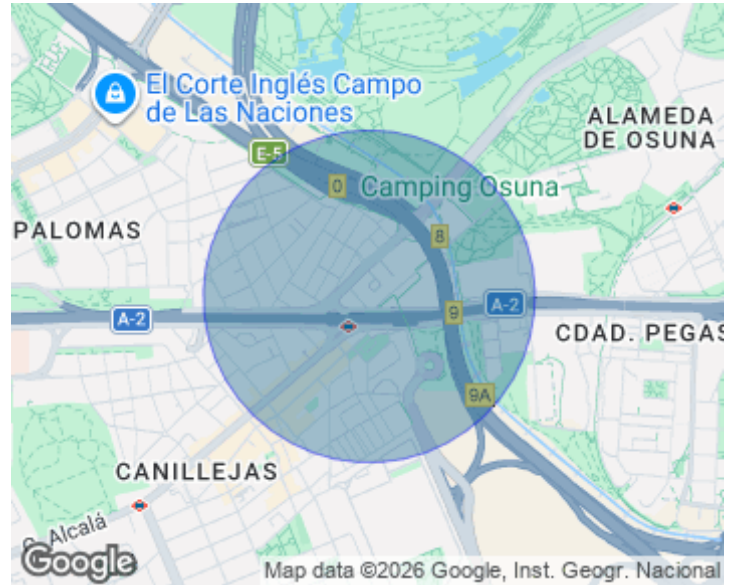 El Corte Inglés Campo
de Las Naciones
ALAMEDA
DE OSUNA
E-5
0
Camping Osuna
8
PALOMAS
A-2
9
A-2
CDAD. PEGAS
9A
CANILLEJAS
C. Alcalá
Google
Map data ©2026 Google, Inst. Geogr. Nacional